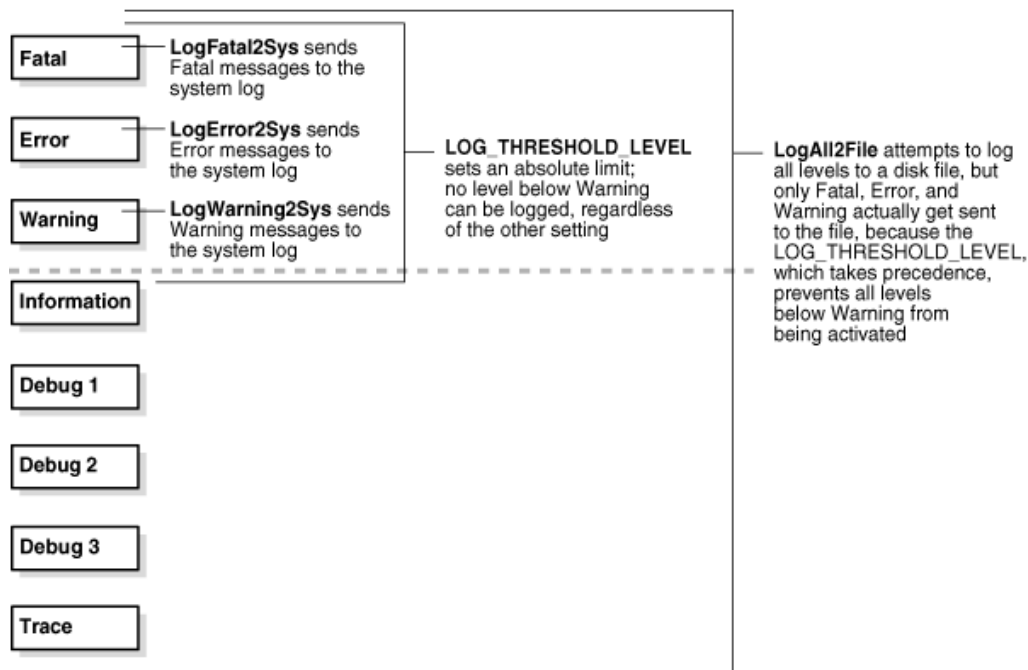 Fatal
LogFatal2Sys sends
Fatal messages to the
system log
Error
LogError2Sys sends
Error messages to
the system log
Warning
LogWarning2Sys sends
Warning messages to
the system log
Information
Debug 1
Debug 2
Debug 3
Trace
LOG_THRESHOLD_LEVEL
sets an absolute limit;
no level below Warning
can be logged, regardless
of the other setting
LogAll2File attempts to log
all levels to a disk file, but
only Fatal, Error, and
Warning actually get sent
to the file, because the
LOG_THRESHOLD_LEVEL,
which takes precedence,
prevents all levels
below Warning from
being activated